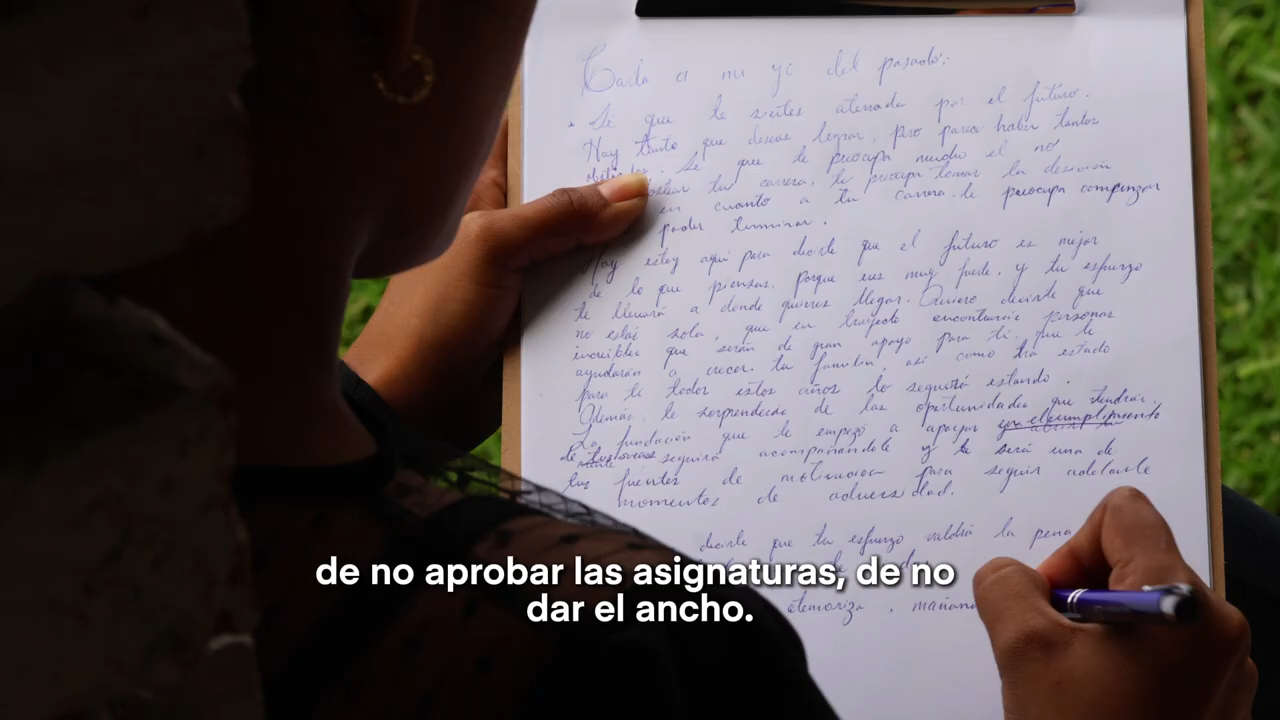 Carta a mi yo del pasado:
Sé que te sientes aterrada por el futuro.
Hay tanto que deseas lograr, pero parece haber tantos
Sé que te preocupa mucho el no
tu carrera, te preocupa tomar la decisión
en cuanto a tu carrera. te preocupa comenzar
poder terminar.
Hoy estoy aquí para decirte que el futuro es mejor
de lo que piensas. Porque eres muy fuerte, y tu esfuerzo
te llevará a donde quieres llegar. Quiero decirte que
no estás sola, que en trayecto encontrarás personas
increíbles que serán de gran apoyo para ti, que te
ayudarán a crecer. tu familia, así como ha estado
para ti todos estos años lo seguirá estando.
Además, te sorprenderás de las oportunidades que tendrás.
La fundación que te empezó a apoyar
seguirá acompañándote y te será una de
tus fuentes de motivación para seguir adelante
momentos de adversidad.
decirte que tu esfuerzo valdrá la pena
atemoriza, mañana
de no aprobar las asignaturas, de no
dar el ancho.